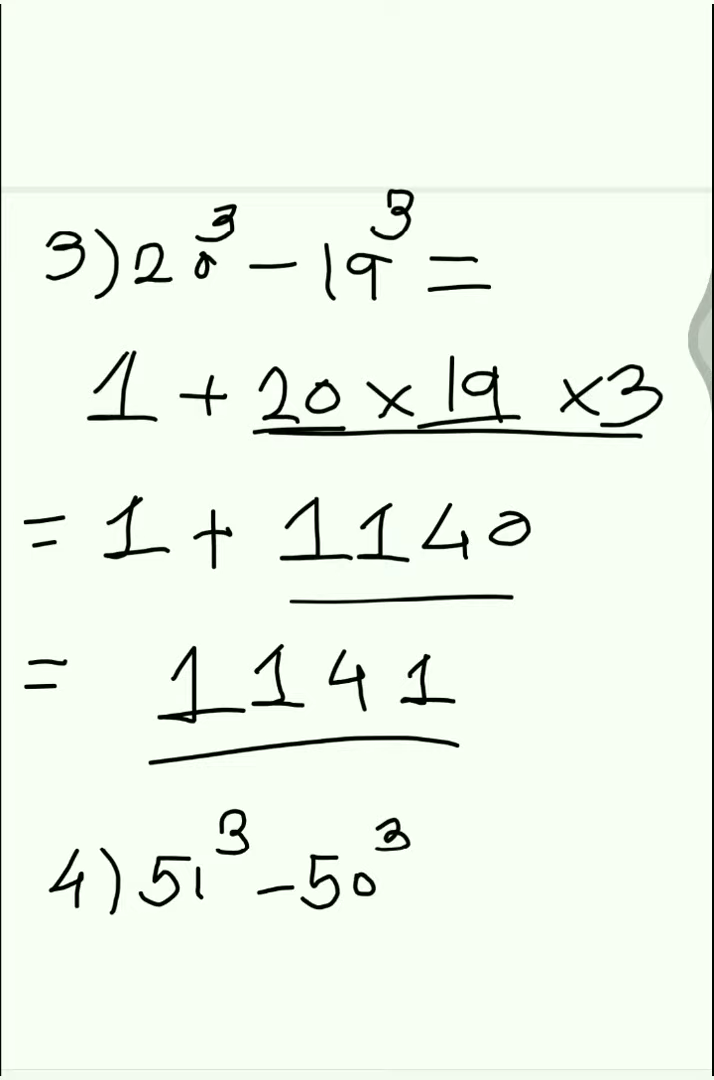 3) 20³ - 19³ =
1 + 20 × 19 × 3
= 1 + 1140
= 1141
4) 51³ - 50³